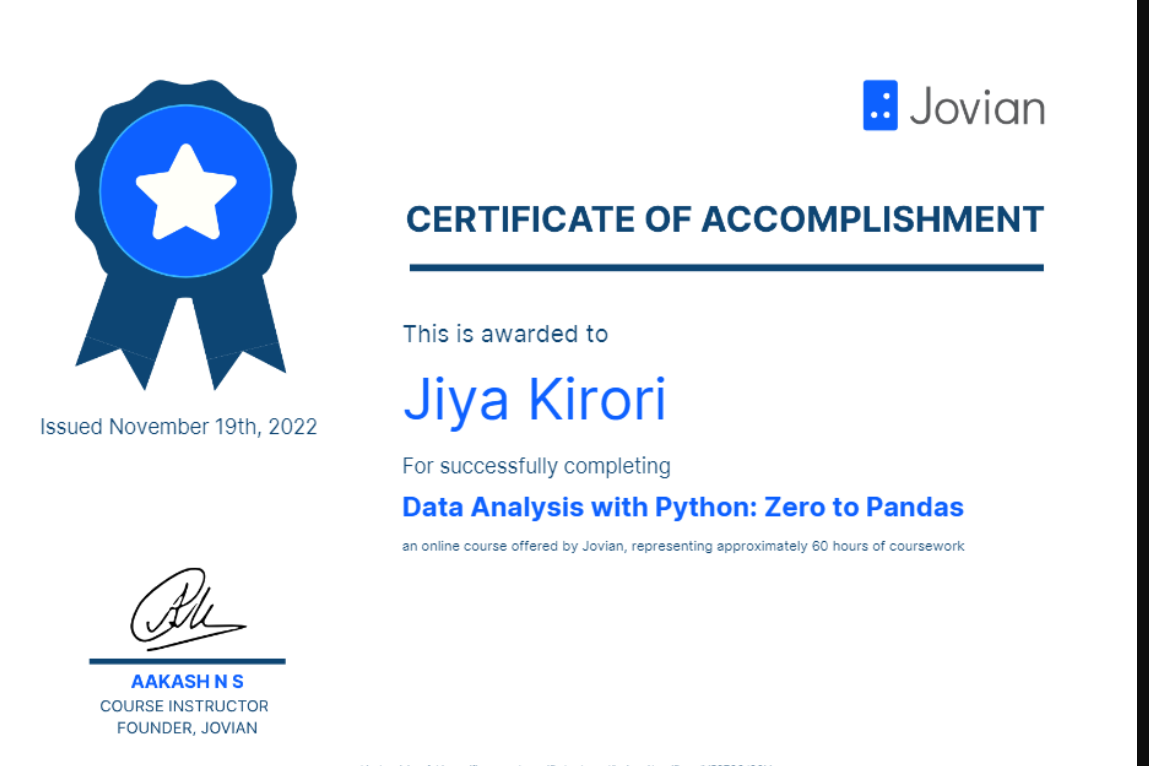 Jovian
CERTIFICATE OF ACCOMPLISHMENT
This is awarded to
Jiya Kirori
Issued November 19th, 2022
For successfully completing
Data Analysis with Python: Zero to Pandas
an online course offered by Jovian, representing approximately 60 hours of coursework
AAKASH N S
COURSE INSTRUCTOR
FOUNDER, JOVIAN